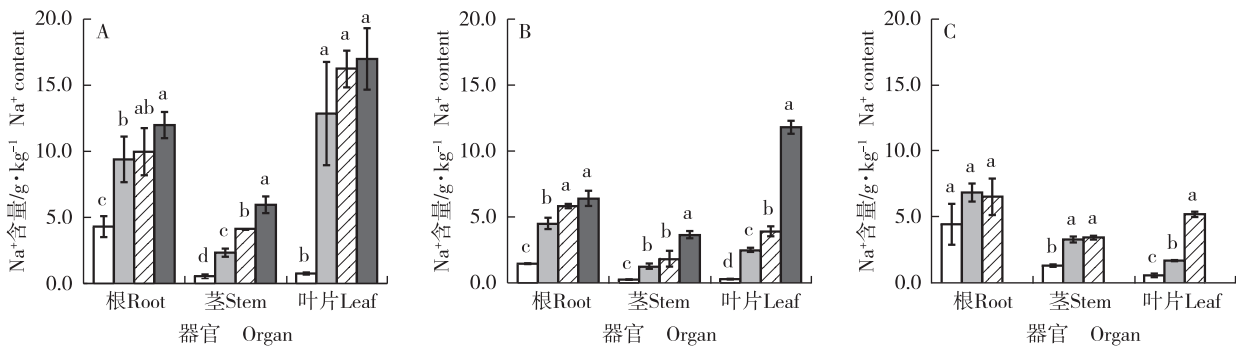 A
Na⁺含量/g·kg⁻¹ Na⁺ content
20.0
15.0
10.0
5.0
0.0
c
b
ab
a
d
c
b
a
b
a
a
a
根Root
茎Stem
叶片Leaf
器官 Organ
B
Na⁺含量/g·kg⁻¹ Na⁺ content
20.0
15.0
10.0
5.0
0.0
c
b
a
a
c
b
b
a
d
c
b
a
根Root
茎Stem
叶片Leaf
器官 Organ
C
Na⁺含量/g·kg⁻¹ Na⁺ content
20.0
15.0
10.0
5.0
0.0
a
a
a
b
a
a
c
b
a
根Root
茎Stem
叶片Leaf
器官 Organ